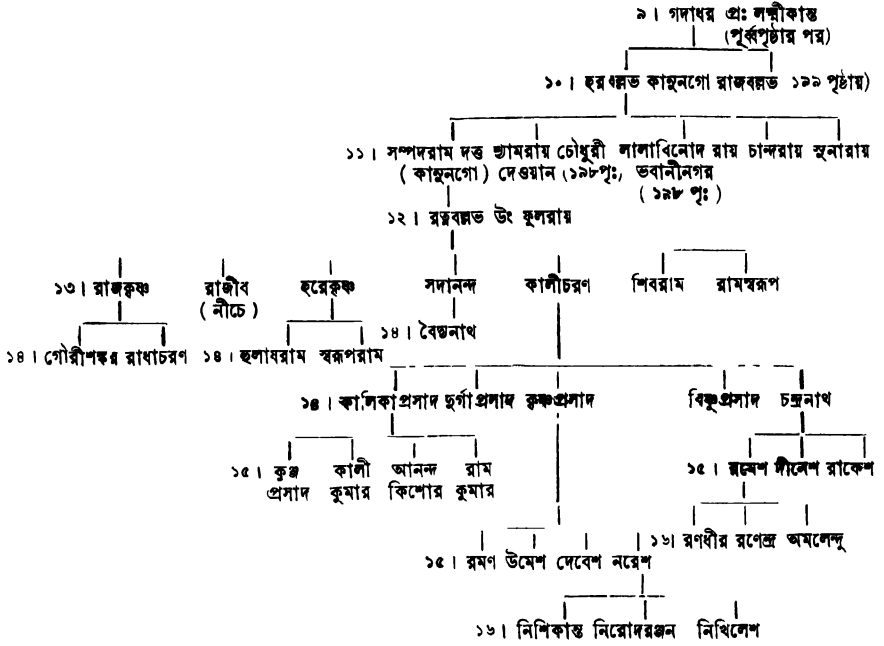 ৯। গদাধর প্রঃ লক্ষ্মীকান্ত
(পূর্ব্বপৃষ্ঠার পর)
১০। হরবল্লভ কানুনগো রাজবল্লভ ১৯৯ পৃষ্ঠায়)
১১। সম্পদরাম দত্ত শ্যামরায় চৌধুরী লালাবিনোদ রায় চান্দরায় সুনারায়
(কানুনগো) দেওয়ান (১৯৮পৃঃ, ভবানীনগর
(১৯৮ পৃঃ)
১২। রত্নবল্লভ উং ফুলরায়
১৩। রাজকৃষ্ণ রাজীব হরেকৃষ্ণ সদানন্দ কালীচরণ শিবরাম রামস্বরূপ
(নীচে)
১৪। বৈদ্যনাথ
১৪। গৌরীশঙ্কর রাধাচরণ ১৪। হুলাষরাম স্বরূপরাম
১৪। কালিকাপ্রসাদ দুর্গাপ্রসাদ কৃষ্ণপ্রসাদ বিষ্ণুপ্রসাদ চন্দ্রনাথ
১৫। কুঞ্জ কালী আনন্দ রাম ১৫। রমেশ দীনেশ রাকেশ
প্রসাদ কুমার কিশোর কুমার
১৬। রণধীর রণেন্দ্র অমলেন্দু
১৫। রমণ উমেশ দেবেশ নরেশ
১৬। নিশিকান্ত নিরোদরঞ্জন নিখিলেশ